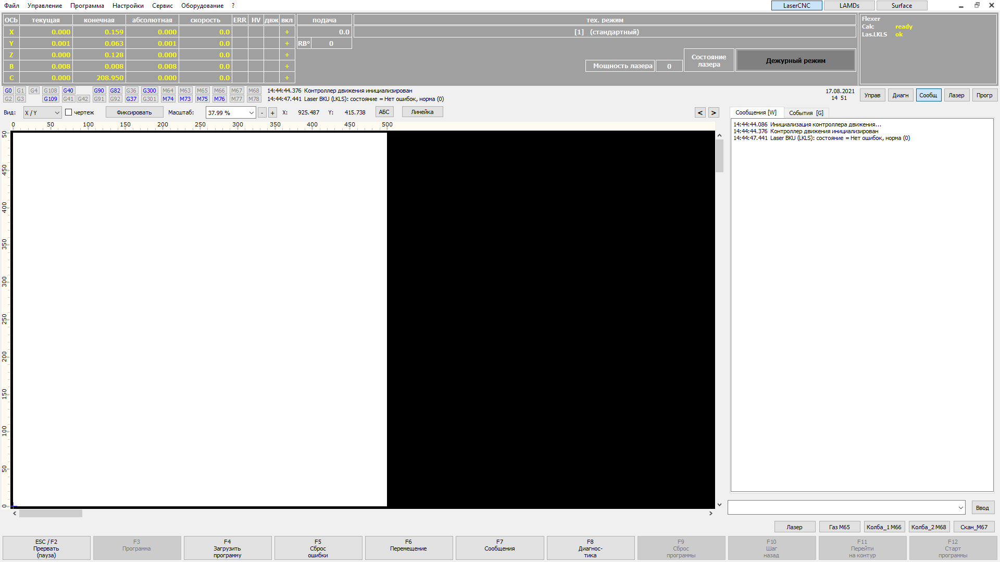 Файл Управление Программа Настройки Сервис Оборудование ?
LaserCNC LAMDs Surface
ОСЬ текущая конечная абсолютная скорость ERR HV движ вкл подача тех. режим
X 0.000 0.159 0.000 0.0 + 0.0 [1] (стандартный)
Y 0.001 0.063 0.001 0.0 + RB° 0
Z 0.000 0.128 0.000 0.0 +
B 0.008 0.008 0.008 0.0 +
C 0.000 208.950 0.000 0.0 +
Мощность лазера 0
Состояние
лазера
Дежурный режим
Flexer
Calc ready
Las.LKLS ok
G0 G1 G4 G108 G40 G90 G82 G36 G300 M64 M63 M65 M66 M67 M68 14:44:44.376 Контроллер движения инициализирован
G2 G3 G109 G41 G42 G91 G92 G37 G301 M74 M73 M75 M76 M77 M78 14:44:47.441 Laser BKU (LKLS): состояние = Нет ошибок, норма (0)
17.08.2021
14 51
Управ Диагн Сообщ Лазер Прогр
Вид: X / Y чертеж Фиксировать Масштаб: 37.99 % - + X: 925.487 Y: 415.738 АБС Линейка < >
0 50 100 150 200 250 300 350 400 450 500
50
450
400
350
300
250
200
150
100
50
0
Сообщения [W] События [G]
14:44:44.086 Инициализация контроллера движения...
14:44:44.376 Контроллер движения инициализирован
14:44:47.441 Laser BKU (LKLS): состояние = Нет ошибок, норма (0)
Ввод
Лазер Газ M65 Колба_1 M66 Колба_2 M68 Скан_M67
ESC / F2
Прервать
(пауза)
F3
Программа
F4
Загрузить
программу
F5
Сброс
ошибки
F6
Перемещение
F7
Сообщения
F8
Диагнос-
тика
F9
Сброс
программы
F10
Шаг
назад
F11
Перейти
на контур
F12
Старт
программы